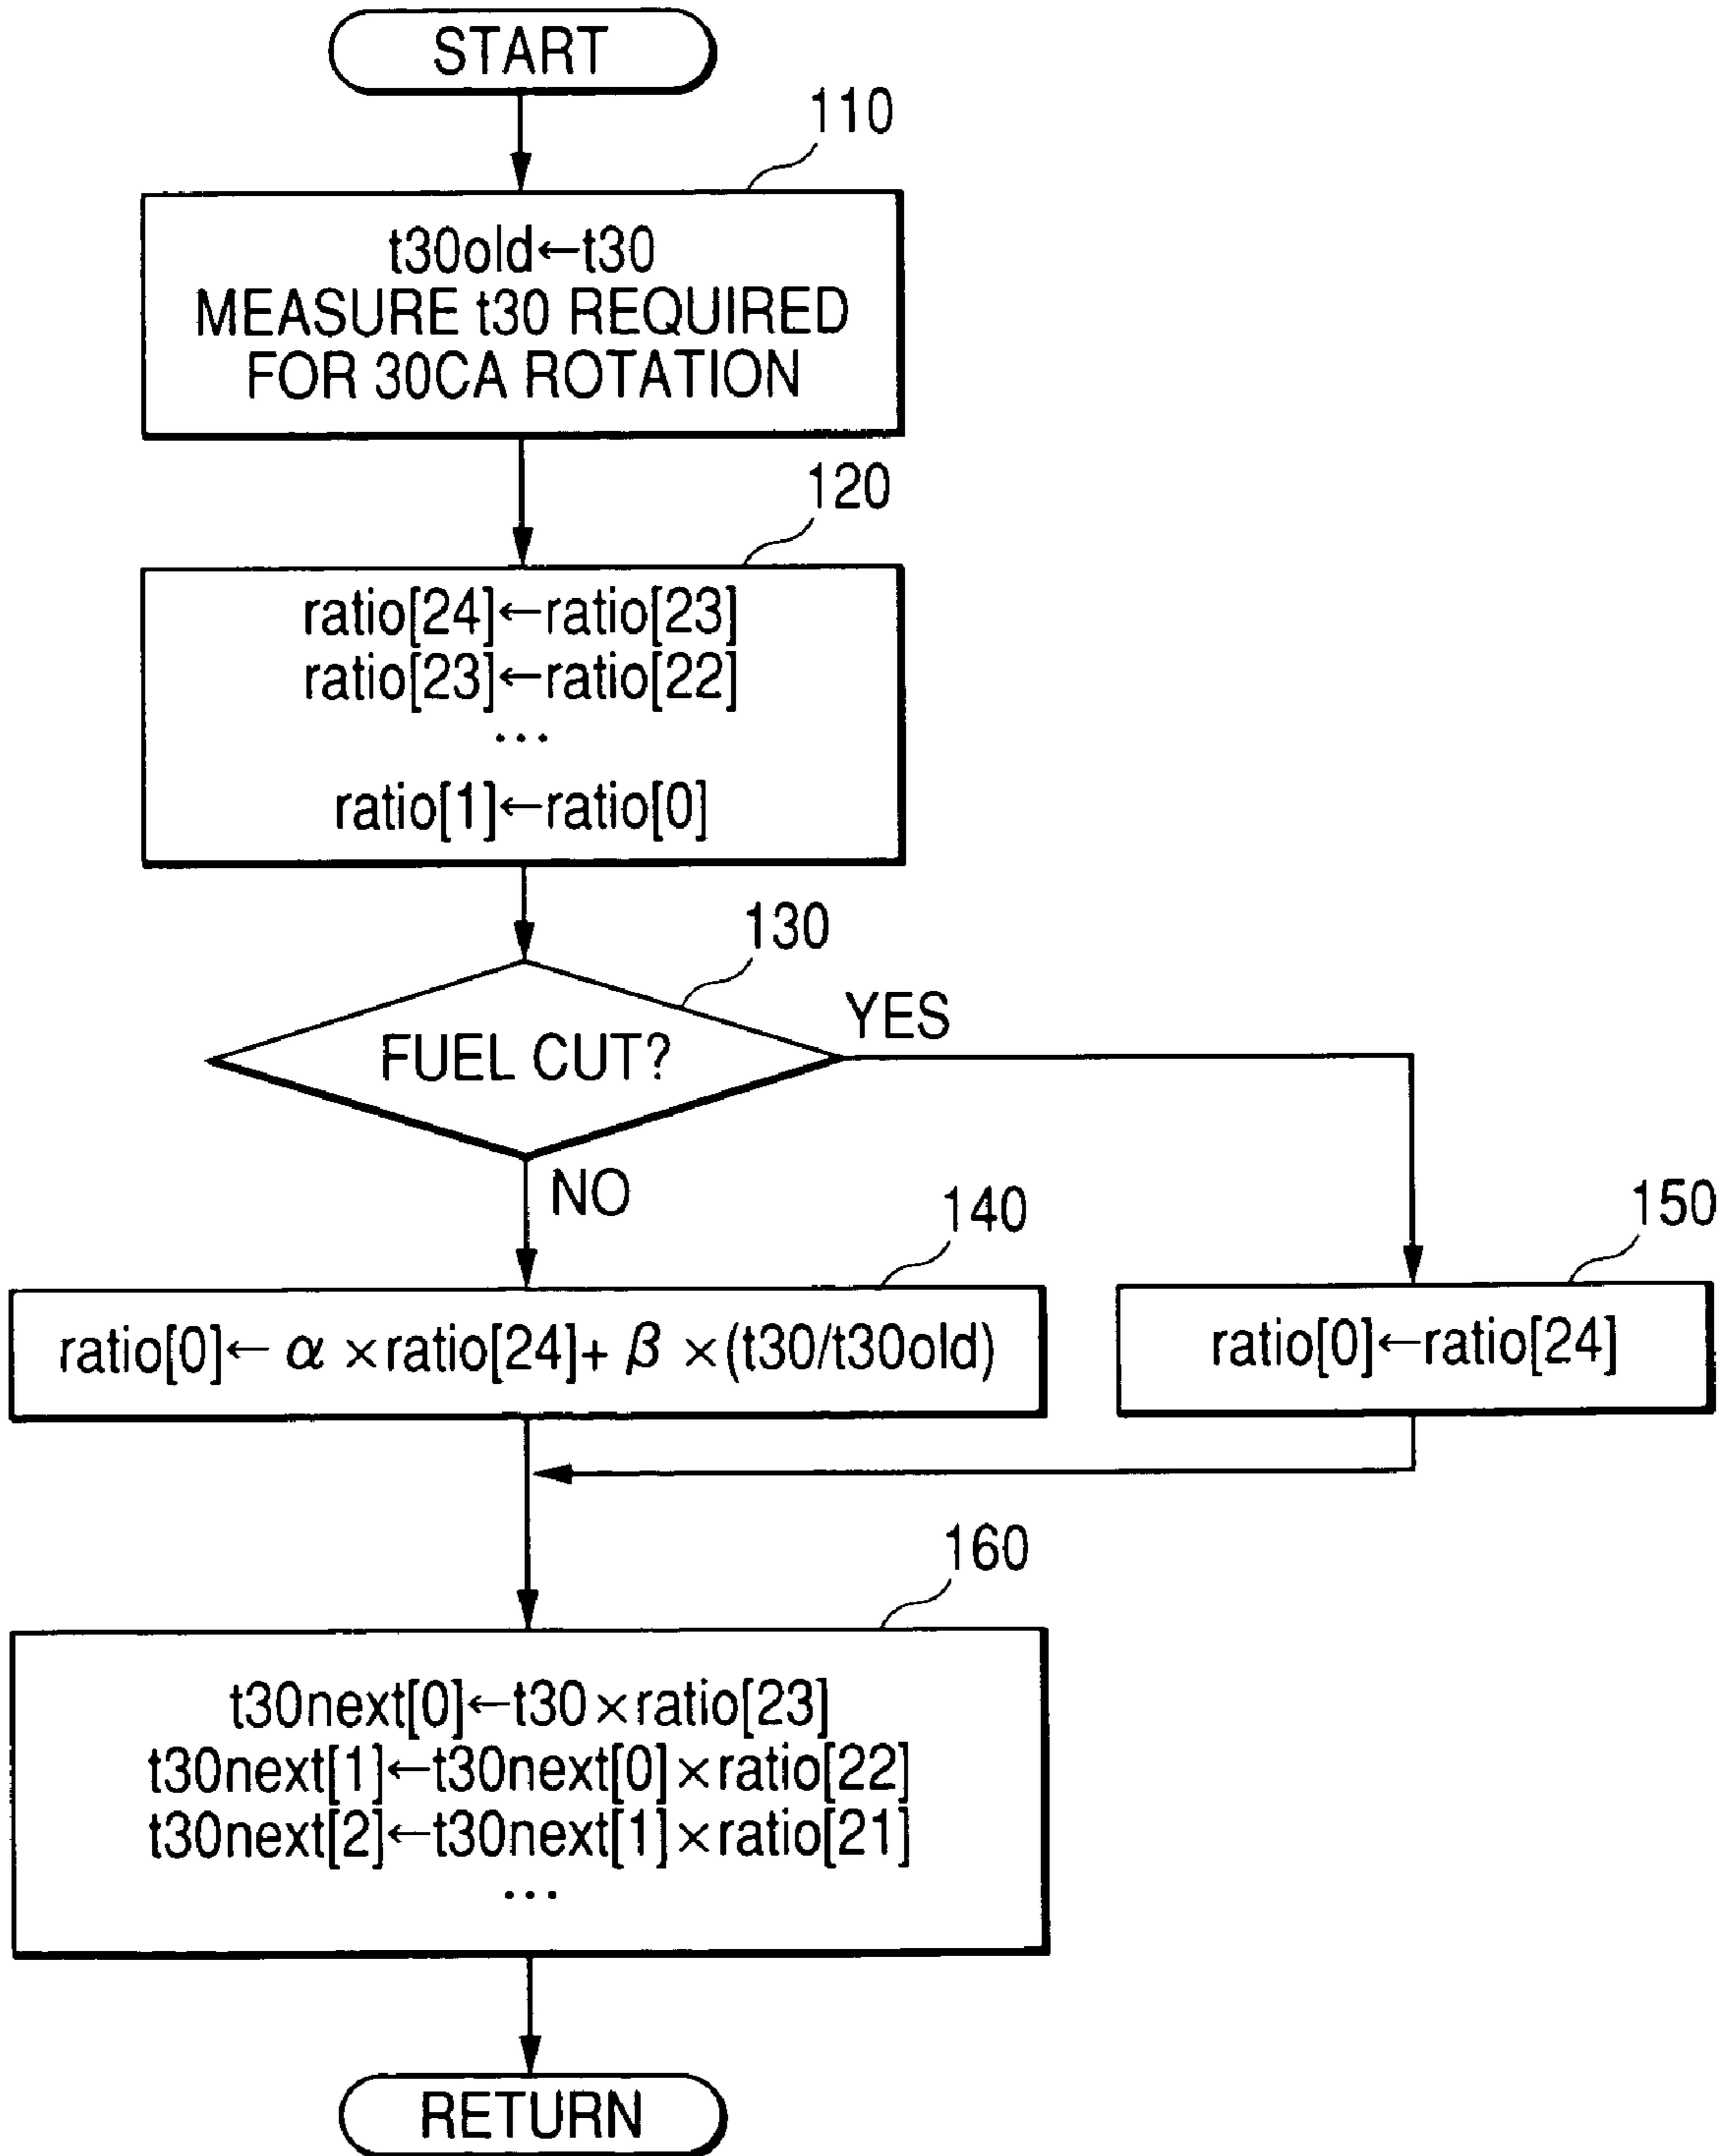 START
110
t30old←t30
MEASURE t30 REQUIRED
FOR 30CA ROTATION
120
ratio[24]←ratio[23]
ratio[23]←ratio[22]
...
ratio[1]←ratio[0]
130
FUEL CUT?
YES
NO
140
ratio[0]← α ×ratio[24]+ β ×(t30/t30old)
150
ratio[0]←ratio[24]
160
t30next[0]←t30×ratio[23]
t30next[1]←t30next[0]×ratio[22]
t30next[2]←t30next[1]×ratio[21]
...
RETURN